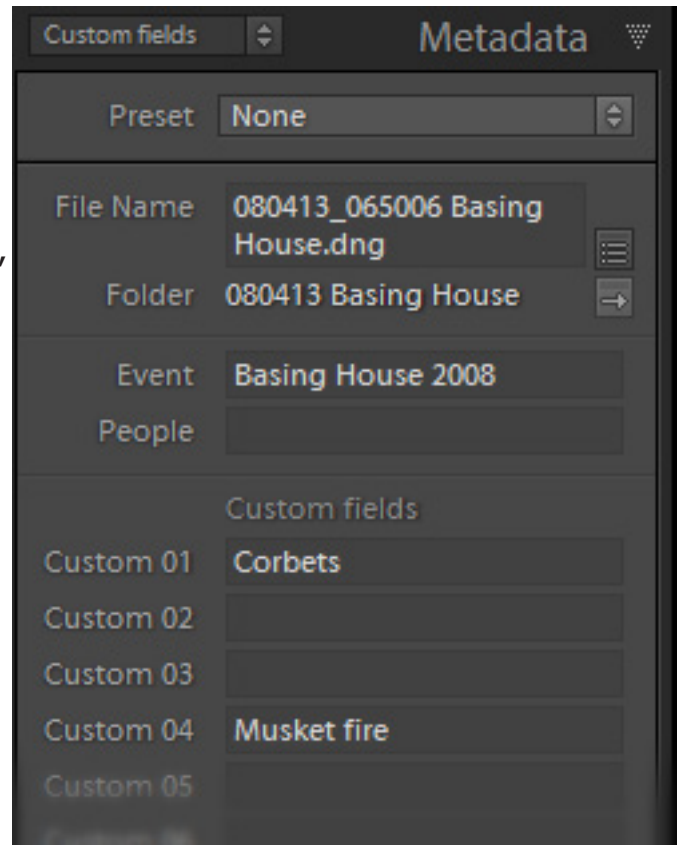 Custom fields Metadata
Preset None
File Name 080413_065006 Basing
House.dng
Folder 080413 Basing House
Event Basing House 2008
People
Custom fields
Custom 01 Corbets
Custom 02
Custom 03
Custom 04 Musket fire
Custom 05